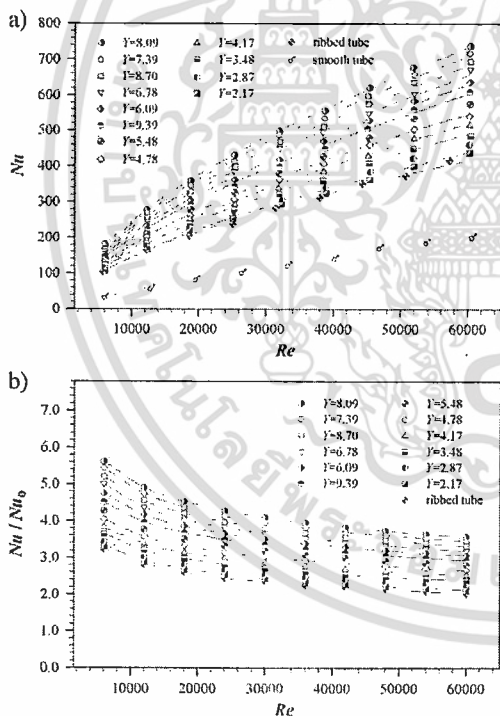 a)
800
700
600
500
400
300
200
100
0
Nu
Y=8.09
Y=7.39
Y=8.70
Y=6.78
Y=6.09
Y=9.39
Y=5.48
Y=4.78
Y=4.17
Y=3.48
Y=2.87
Y=2.17
ribbed tube
smooth tube
10000 20000 30000 40000 50000 60000
Re
b)
7.0
6.0
5.0
4.0
3.0
2.0
1.0
0.0
Nu / Nu₀
Y=8.09
Y=7.39
Y=8.70
Y=6.78
Y=6.09
Y=9.39
Y=5.48
Y=4.78
Y=4.17
Y=3.48
Y=2.87
Y=2.17
ribbed tube
10000 20000 30000 40000 50000 60000
Re